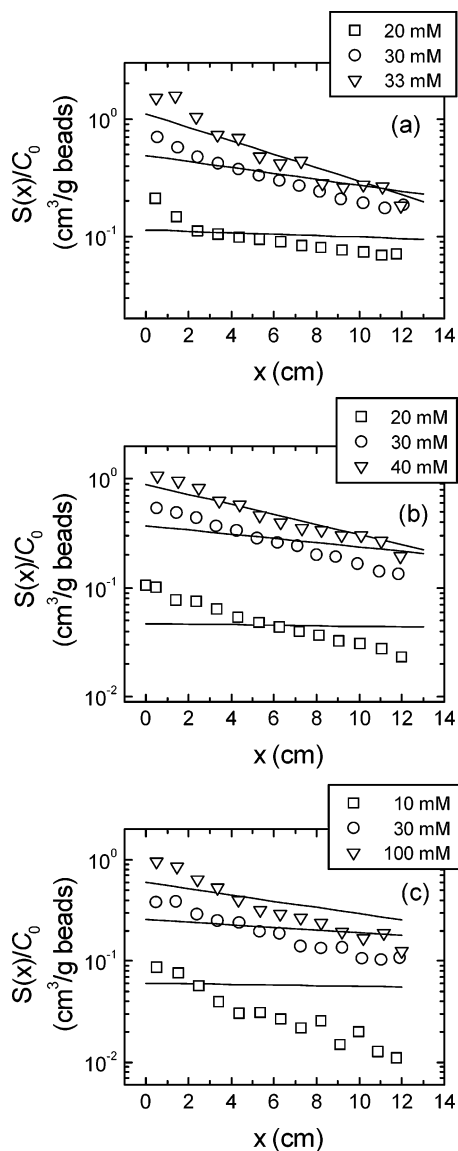 20 mM
30 mM
33 mM
(a)
S(x)/C₀
(cm³/g beads)
10⁰
10⁻¹
0 2 4 6 8 10 12 14
x (cm)
20 mM
30 mM
40 mM
(b)
S(x)/C₀
(cm³/g beads)
10⁰
10⁻¹
10⁻²
0 2 4 6 8 10 12 14
x (cm)
10 mM
30 mM
100 mM
(c)
S(x)/C₀
(cm³/g beads)
10⁰
10⁻¹
10⁻²
0 2 4 6 8 10 12 14
x (cm)